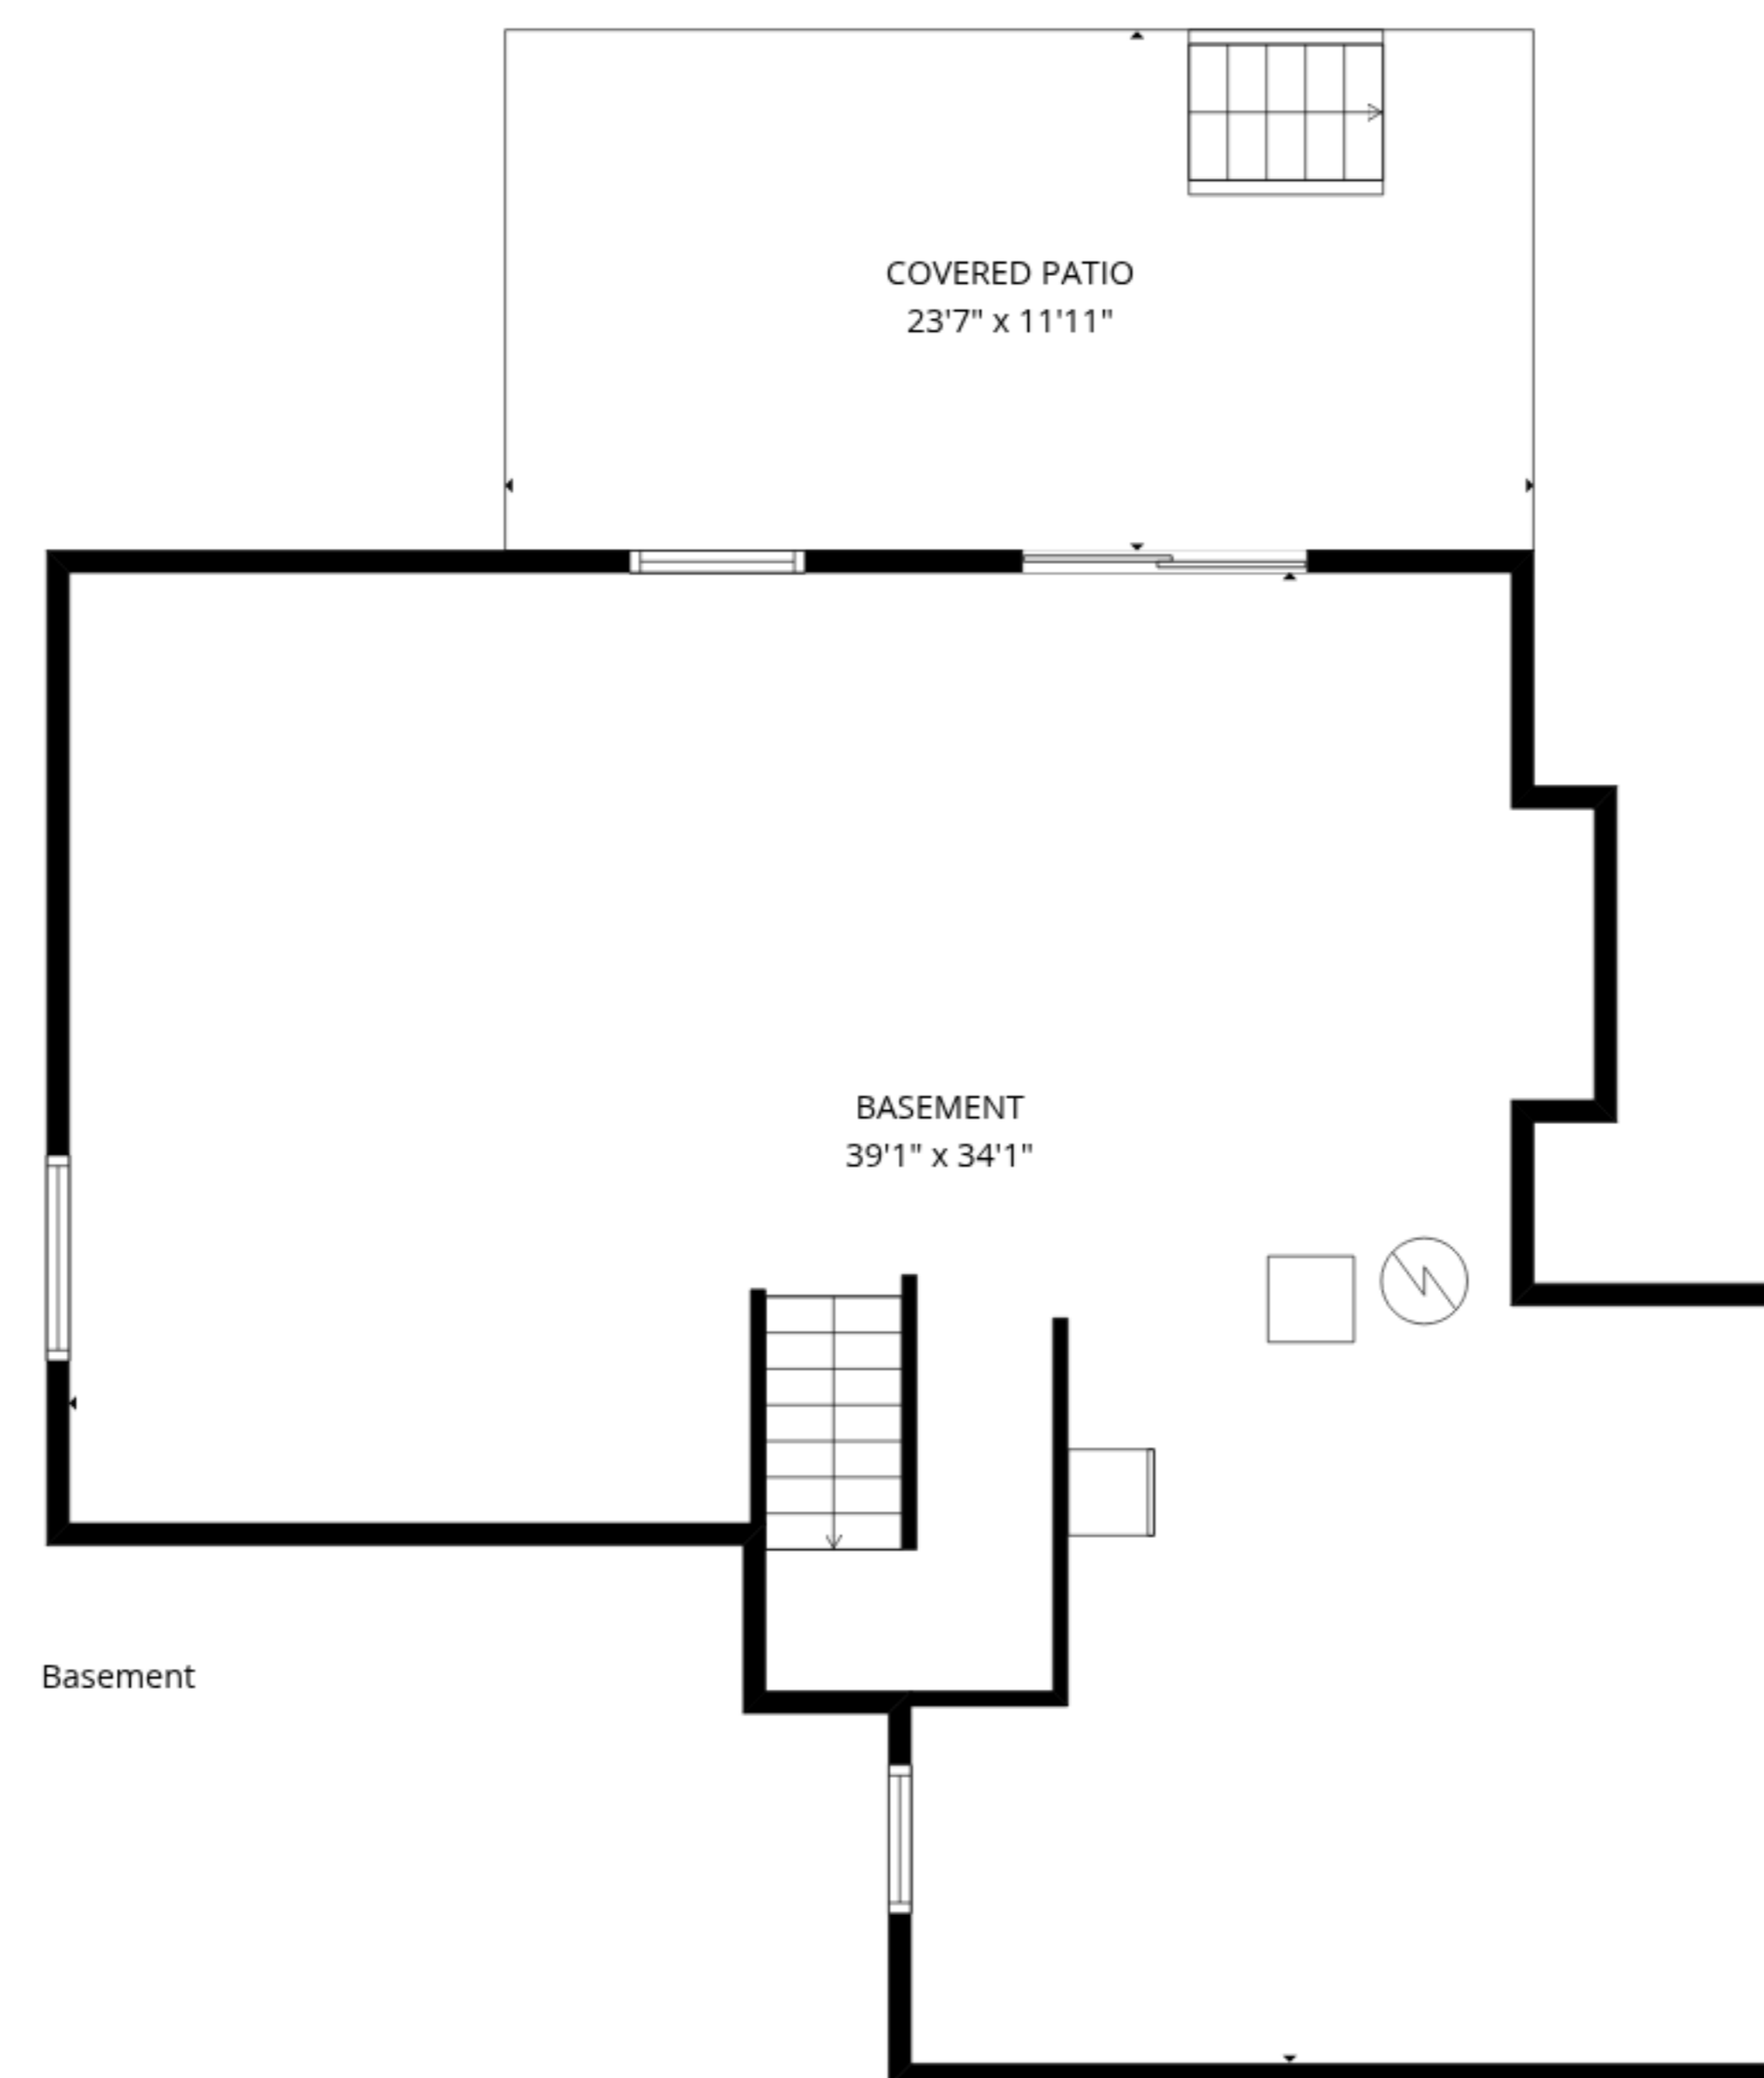 COVERED PATIO
23'7" x 11'11"
BASEMENT
39'1" x 34'1"
Basement